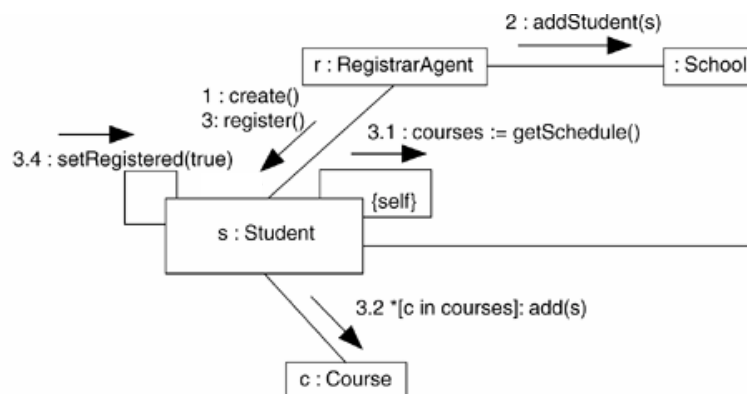 2 : addStudent(s)
r : RegistrarAgent
: School
1 : create()
3: register()
3.1 : courses := getSchedule()
3.4 : setRegistered(true)
{self}
s : Student
3.2 *[c in courses]: add(s)
c : Course